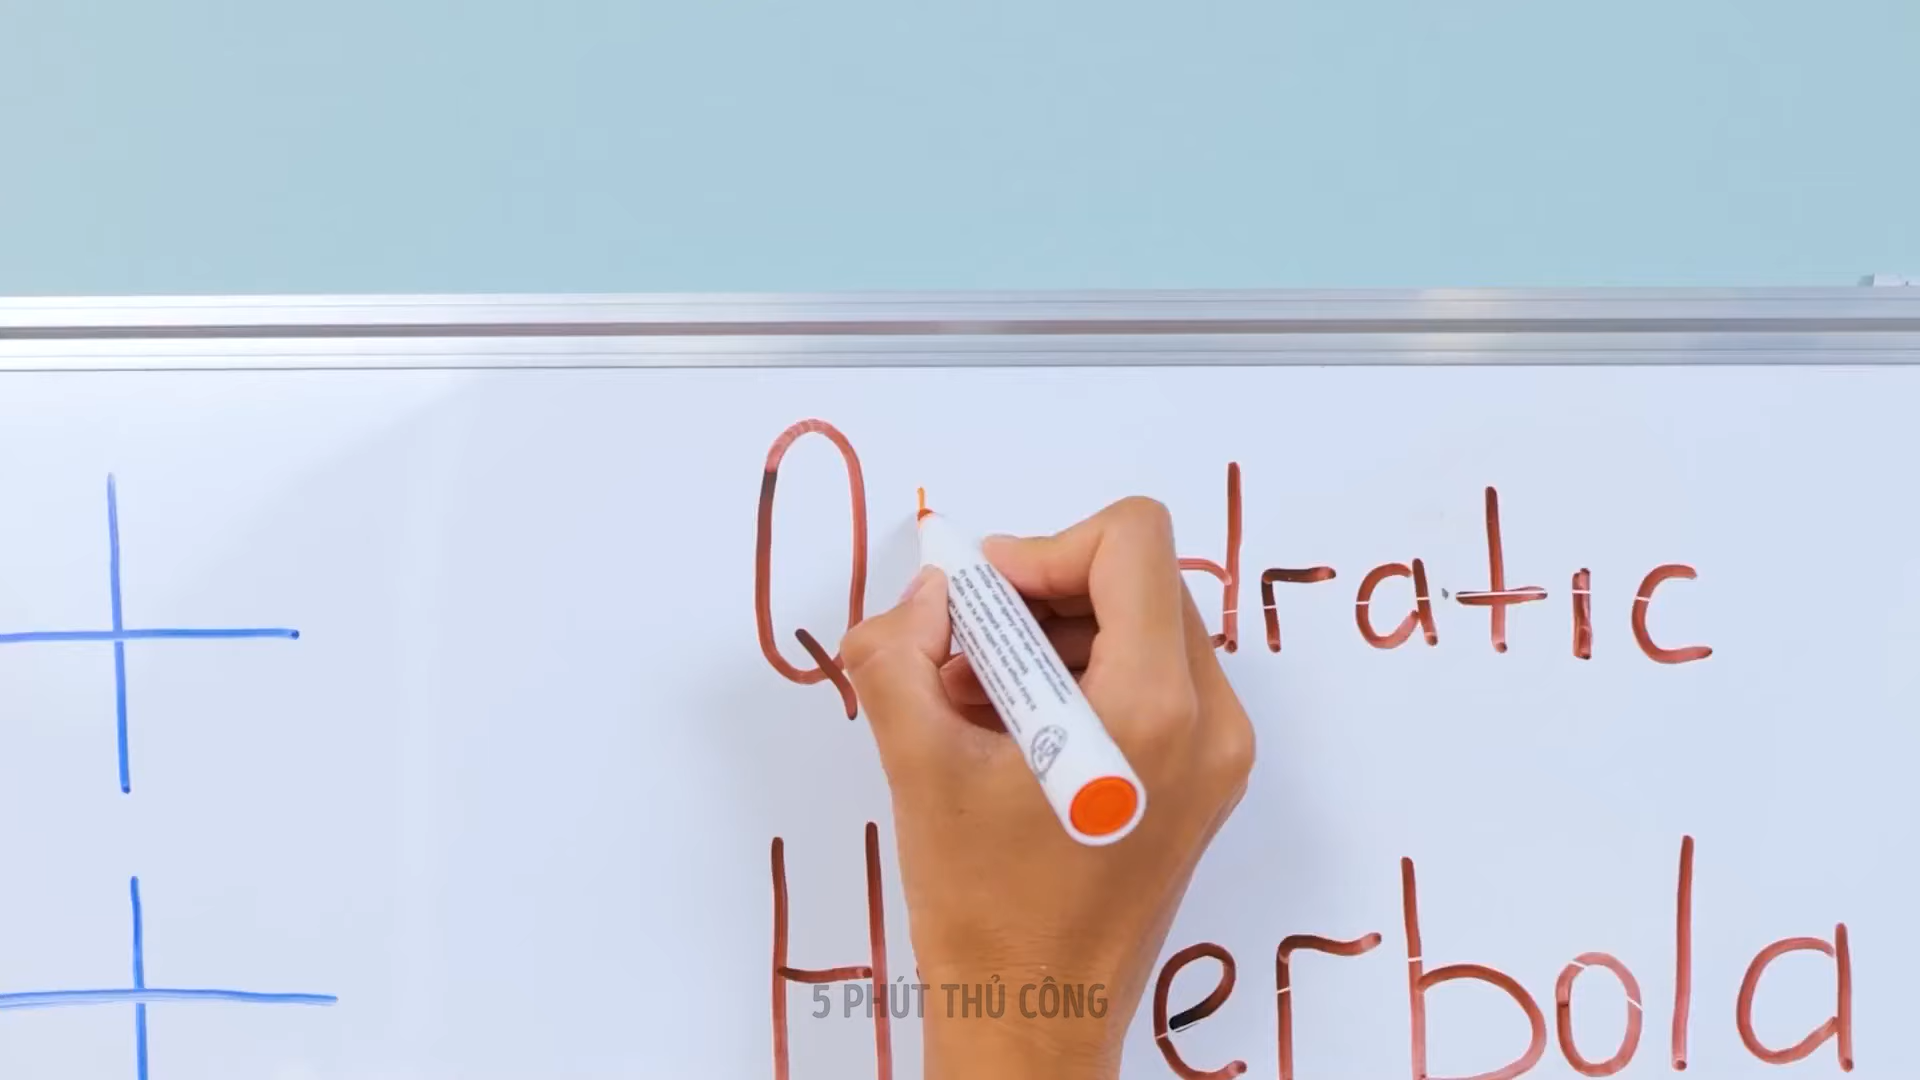 Q dratic
H erbola
5 PHÚT THỦ CÔNG